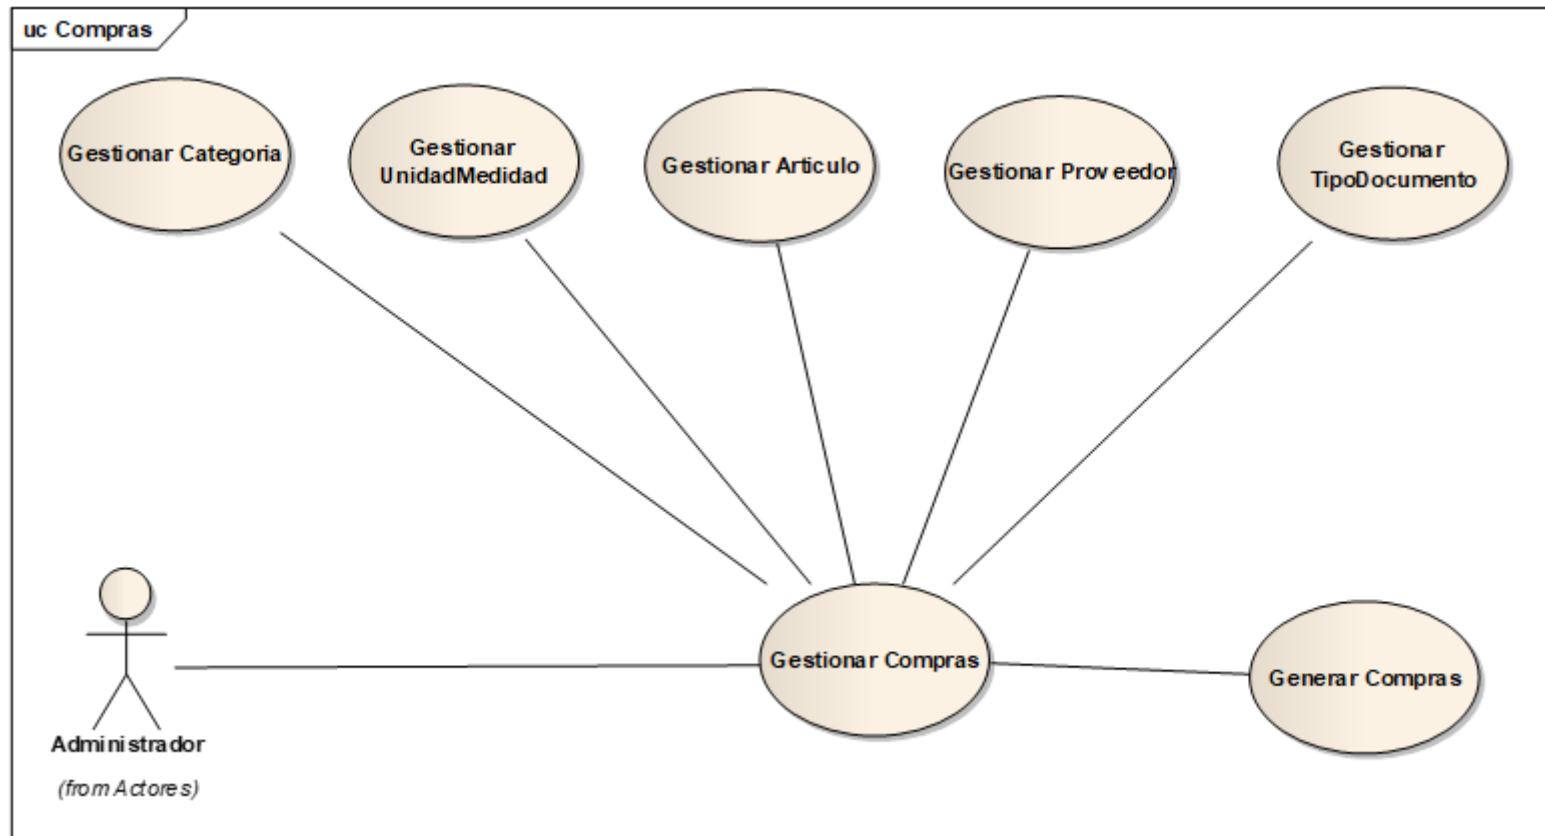 uc Compras
Gestionar Categoria
Gestionar
UnidadMedidad
Gestionar Articulo
Gestionar Proveedor
Gestionar
TipoDocumento
Gestionar Compras
Generar Compras
Administrador
(from Actores)